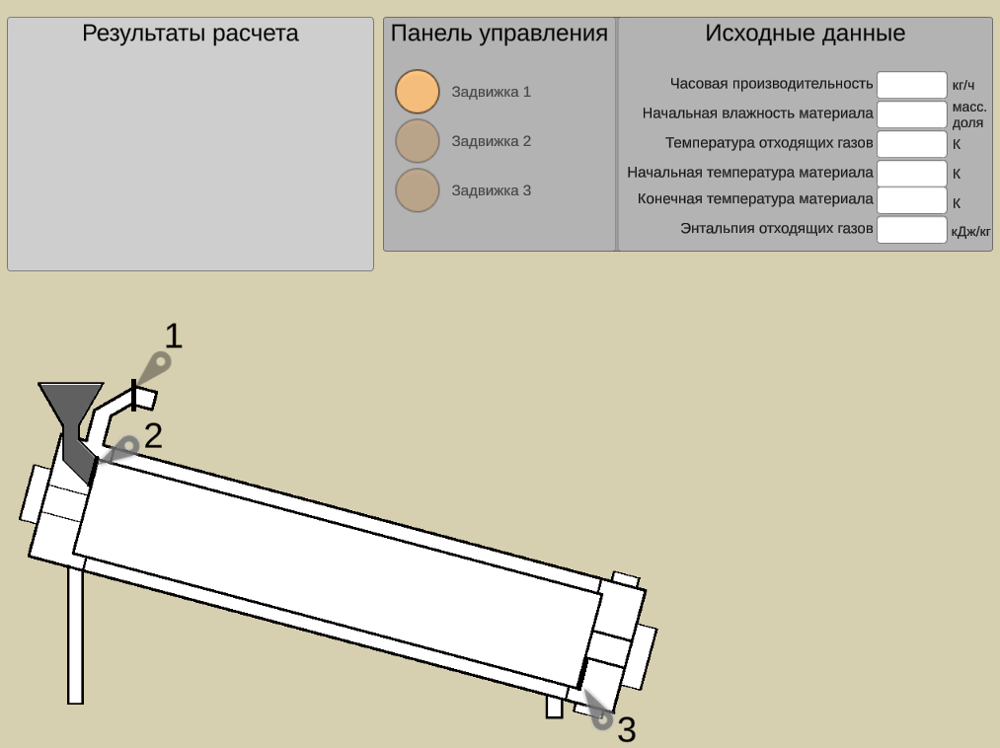 Результаты расчета
Панель управления
Задвижка 1
Задвижка 2
Задвижка 3
Исходные данные
Часовая производительность кг/ч
Начальная влажность материала масс.
доля
Температура отходящих газов К
Начальная температура материала К
Конечная температура материала К
Энтальпия отходящих газов кДж/кг
1
2
3